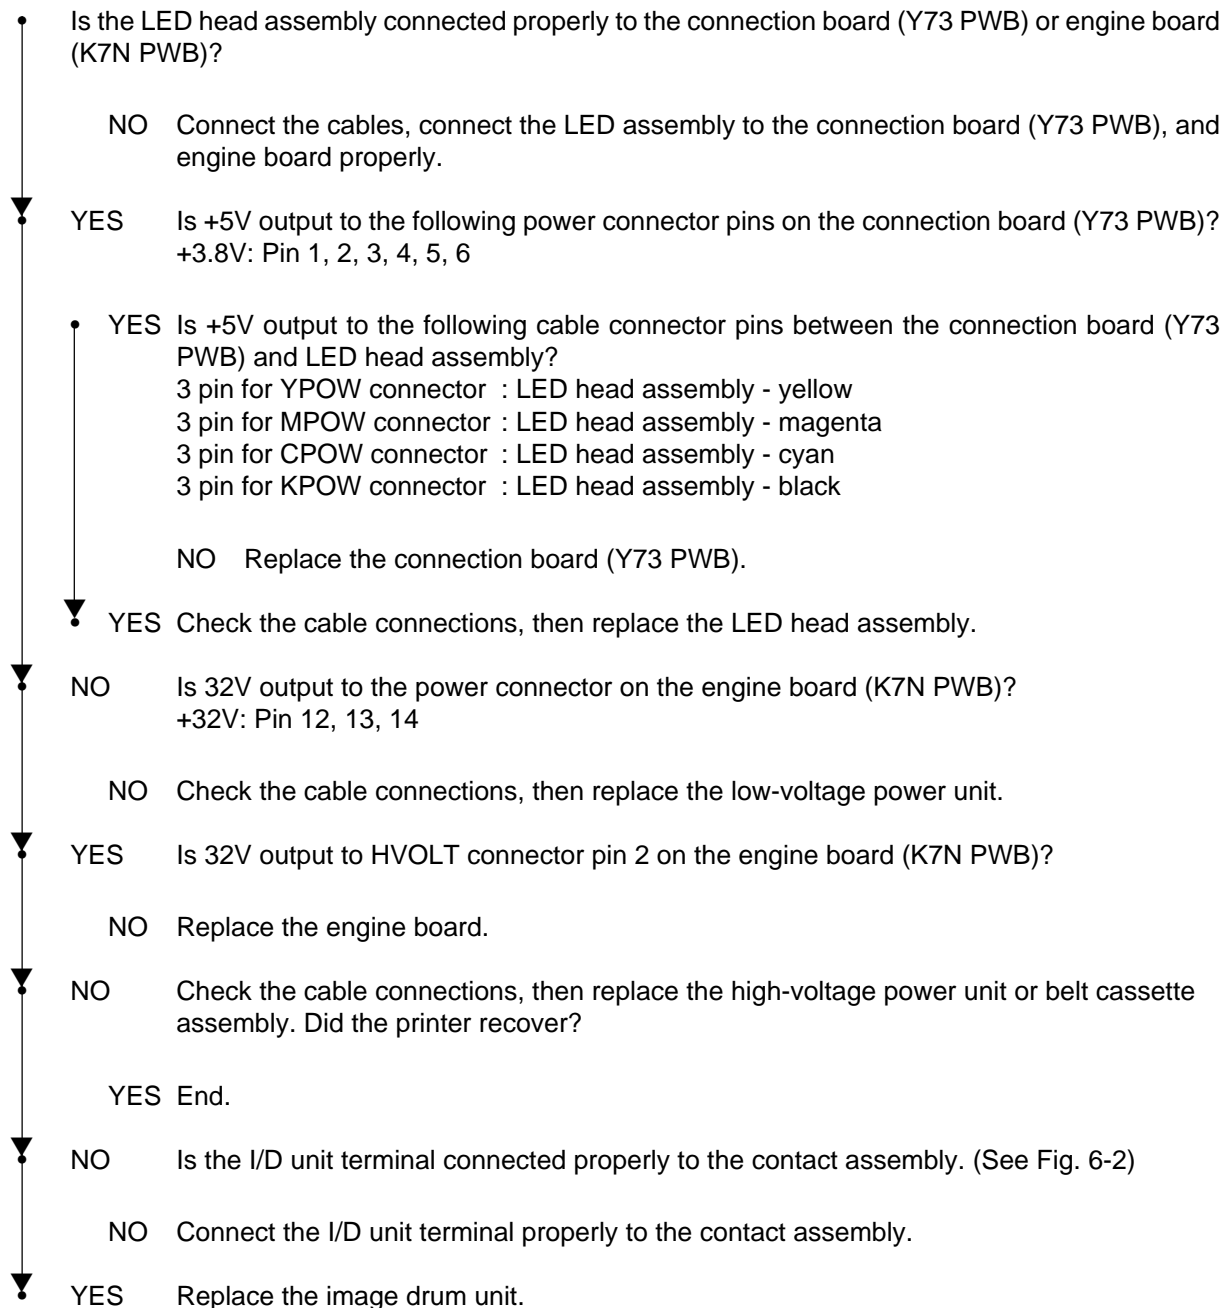 Is the LED head assembly connected properly to the connection board (Y73 PWB) or engine board
(K7N PWB)?
NO Connect the cables, connect the LED assembly to the connection board (Y73 PWB), and
engine board properly.
YES Is +5V output to the following power connector pins on the connection board (Y73 PWB)?
+3.8V: Pin 1, 2, 3, 4, 5, 6
YES Is +5V output to the following cable connector pins between the connection board (Y73
PWB) and LED head assembly?
3 pin for YPOW connector : LED head assembly - yellow
3 pin for MPOW connector : LED head assembly - magenta
3 pin for CPOW connector : LED head assembly - cyan
3 pin for KPOW connector : LED head assembly - black
NO Replace the connection board (Y73 PWB).
YES Check the cable connections, then replace the LED head assembly.
NO Is 32V output to the power connector on the engine board (K7N PWB)?
+32V: Pin 12, 13, 14
NO Check the cable connections, then replace the low-voltage power unit.
YES Is 32V output to HVOLT connector pin 2 on the engine board (K7N PWB)?
NO Replace the engine board.
NO Check the cable connections, then replace the high-voltage power unit or belt cassette
assembly. Did the printer recover?
YES End.
NO Is the I/D unit terminal connected properly to the contact assembly. (See Fig. 6-2)
NO Connect the I/D unit terminal properly to the contact assembly.
YES Replace the image drum unit.